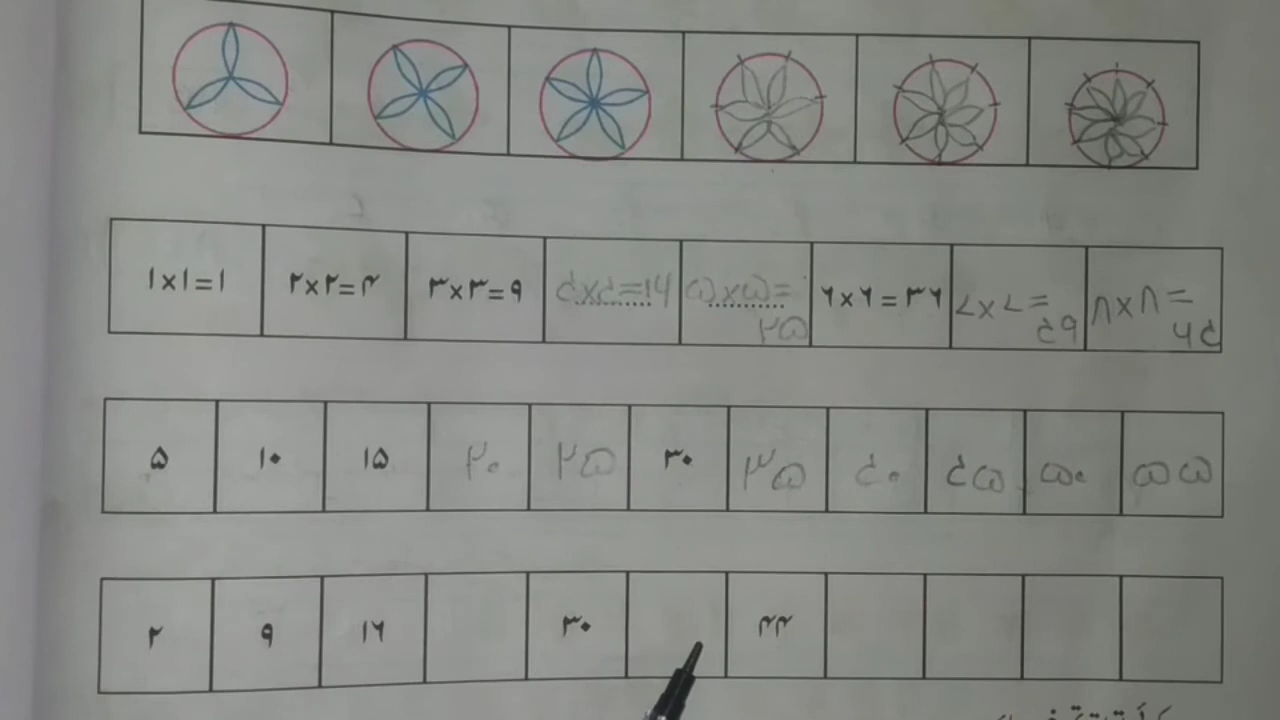 ۱×۱=۱ ۲×۲=۴ ۳×۳=۹ ۴×۴=۱۶ ۵×۵=۲۵ ۶×۶=۳۶ ۷×۷=۴۹ ۸×۸=۶۴
۵ ۱۰ ۱۵ ۲۰ ۲۵ ۳۰ ۳۵ ۴۰ ۴۵ ۵۰ ۵۵
۲ ۹ ۱۶ ۳۰ ۴۴